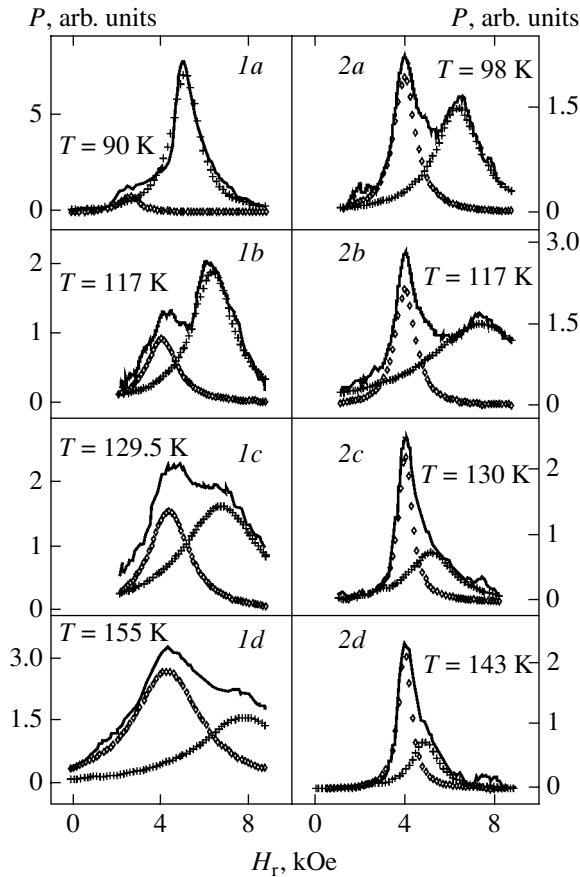 P, arb. units
P, arb. units
1a
T = 90 K
5
0
2a
T = 98 K
1.5
0
1b
T = 117 K
2
1
0
2b
T = 117 K
3.0
1.5
0
T = 129.5 K
1c
2
1
0
2c
T = 130 K
2
1
0
T = 155 K
1d
3.0
1.5
0
2d
T = 143 K
2
1
0
0 4 8
0 4 8
Hr, kOe